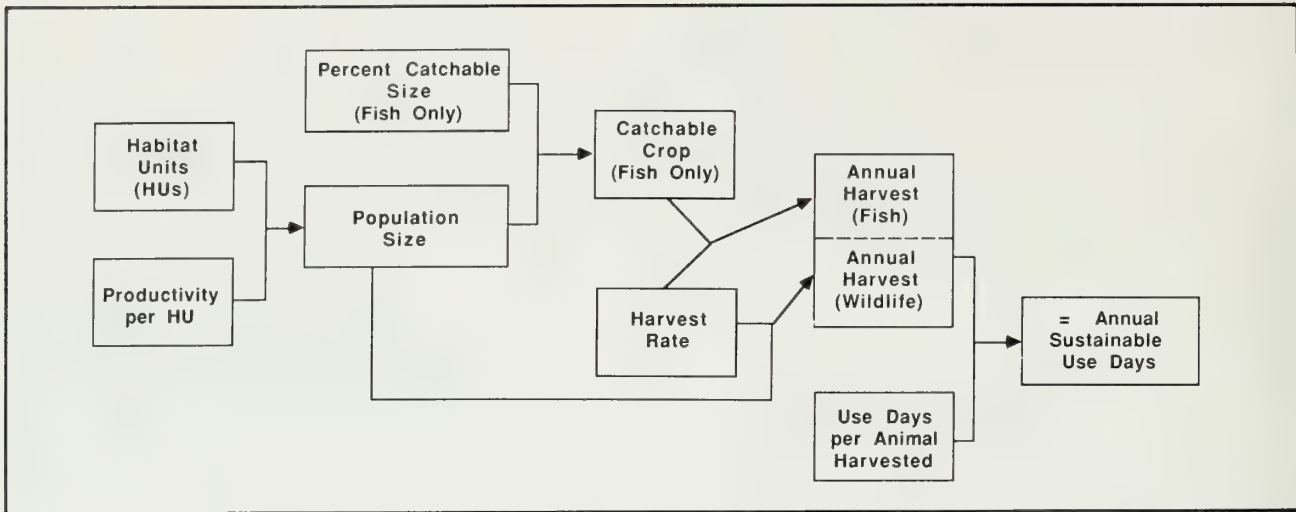 Percent Catchable
Size
(Fish Only)
Habitat
Units
(HUs)
Catchable
Crop
(Fish Only)
Annual
Harvest
(Fish)
Population
Size
Annual
Harvest
(Wildlife)
Productivity
per HU
Harvest
Rate
= Annual
Sustainable
Use Days
Use Days
per Animal
Harvested